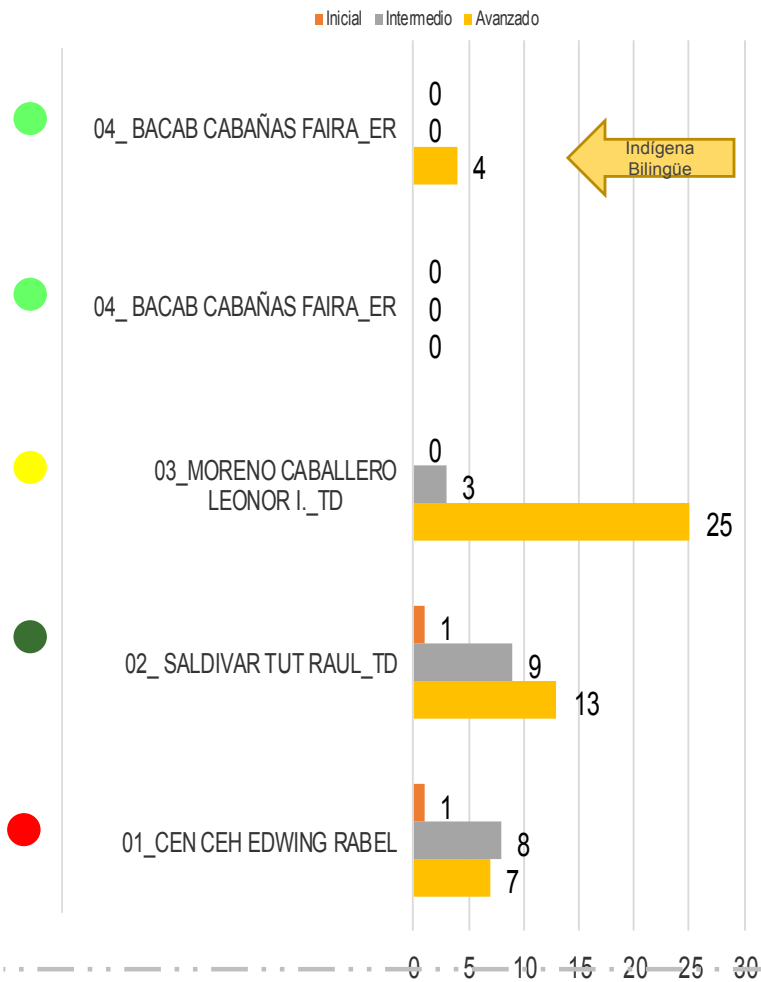 Inicial Intermedio Avanzado
04_ BACAB CABAÑAS FAIRA_ER
0
0
4
Indígena
Bilingüe
04_ BACAB CABAÑAS FAIRA_ER
0
0
0
03_MORENO CABALLERO
LEONOR I._TD
0
3
25
02_ SALDIVAR TUT RAUL_TD
1
9
13
01_CEN CEH EDWING RABEL
1
8
7
0 5 10 15 20 25 30